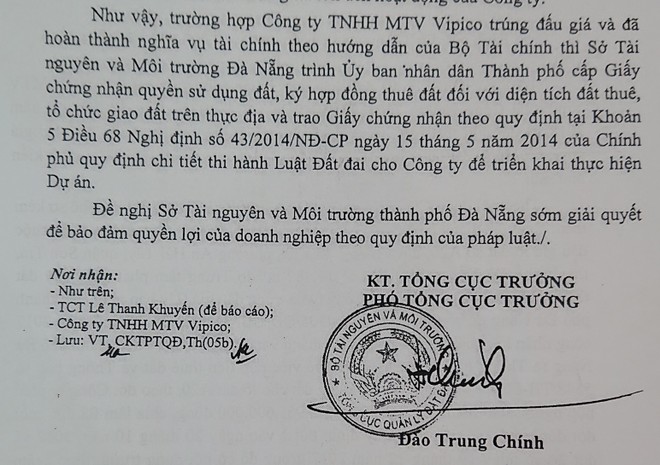 Như vậy, trường hợp Công ty TNHH MTV Vipico trúng đấu giá và đã
hoàn thành nghĩa vụ tài chính theo hướng dẫn của Bộ Tài chính thì Sở Tài
nguyên và Môi trường Đà Nẵng trình Ủy ban nhân dân Thành phố cấp Giấy
chứng nhận quyền sử dụng đất, ký hợp đồng thuê đất đối với diện tích đất thuê,
tổ chức giao đất trên thực địa và trao Giấy chứng nhận theo quy định tại Khoản
5 Điều 68 Nghị định số 43/2014/NĐ-CP ngày 15 tháng 5 năm 2014 của Chính
phủ quy định chi tiết thi hành Luật Đất đai cho Công ty để triển khai thực hiện
Dự án.
Đề nghị Sở Tài nguyên và Môi trường thành phố Đà Nẵng sớm giải quyết
để bảo đảm quyền lợi của doanh nghiệp theo quy định của pháp luật./.
Nơi nhận:
- Như trên;
- TCT Lê Thanh Khuyến (để báo cáo);
- Công ty TNHH MTV Vipico;
- Lưu: VT, CKTPTQĐ,Th(05b).
KT. TỔNG CỤC TRƯỞNG
PHÓ TỔNG CỤC TRƯỞNG
BỘ TÀI NGUYÊN VÀ MÔI TRƯỜNG
TỔNG CỤC QUẢN LÝ ĐẤT ĐAI
Đào Trung Chính